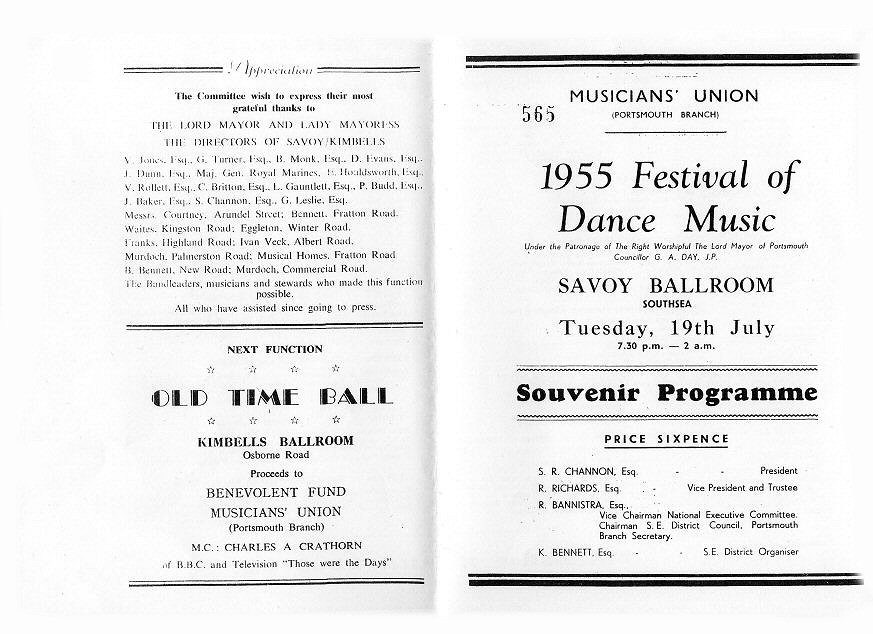 Appreciation
The Committee wish to express their most
grateful thanks to
THE LORD MAYOR AND LADY MAYORESS
THE DIRECTORS OF SAVOY/KIMBELLS
V. Jones, Esq., G. Turner, Esq., B. Monk, Esq., D. Evans, Esq.,
J. Dunn, Esq., Maj. Gen. Royal Marines, Houldsworth, Esq.,
V. Rollett, Esq., C. Britton, Esq., L. Gauntlett, Esq., P. Budd, Esq.,
J. Baker, Esq., S. Channon, Esq., G. Leslie, Esq.
Messrs. Courtney, Arundel Street; Bennett, Fratton Road.
Waites, Kingston Road; Eggleton, Winter Road.
Franks, Highland Road; Ivan Veck, Albert Road.
Murdoch, Palmerston Road; Musical Homes, Fratton Road
B. Bennett, New Road; Murdoch, Commercial Road.
The Bandleaders, musicians and stewards who made this function
possible.
All who have assisted since going to press.
NEXT FUNCTION
OLD TIME BALL
KIMBELLS BALLROOM
Osborne Road
Proceeds to
BENEVOLENT FUND
MUSICIANS' UNION
(Portsmouth Branch)
M.C.: CHARLES A CRATHORN
of B.B.C. and Television "Those were the Days"
MUSICIANS' UNION
565
(PORTSMOUTH BRANCH)
1955 Festival of
Dance Music
Under the Patronage of The Right Worshipful The Lord Mayor of Portsmouth
Councillor G. A. DAY, J.P.
SAVOY BALLROOM
SOUTHSEA
Tuesday, 19th July
7.30 p.m. — 2 a.m.
Souvenir Programme
PRICE SIXPENCE
S. R. CHANNON, Esq. - - President
R. RICHARDS, Esq. - Vice President and Trustee
R. BANNISTRA, Esq.,
Vice Chairman National Executive Committee.
Chairman S.E. District Council, Portsmouth
Branch Secretary.
K. BENNETT, Esq. - - S.E. District Organiser